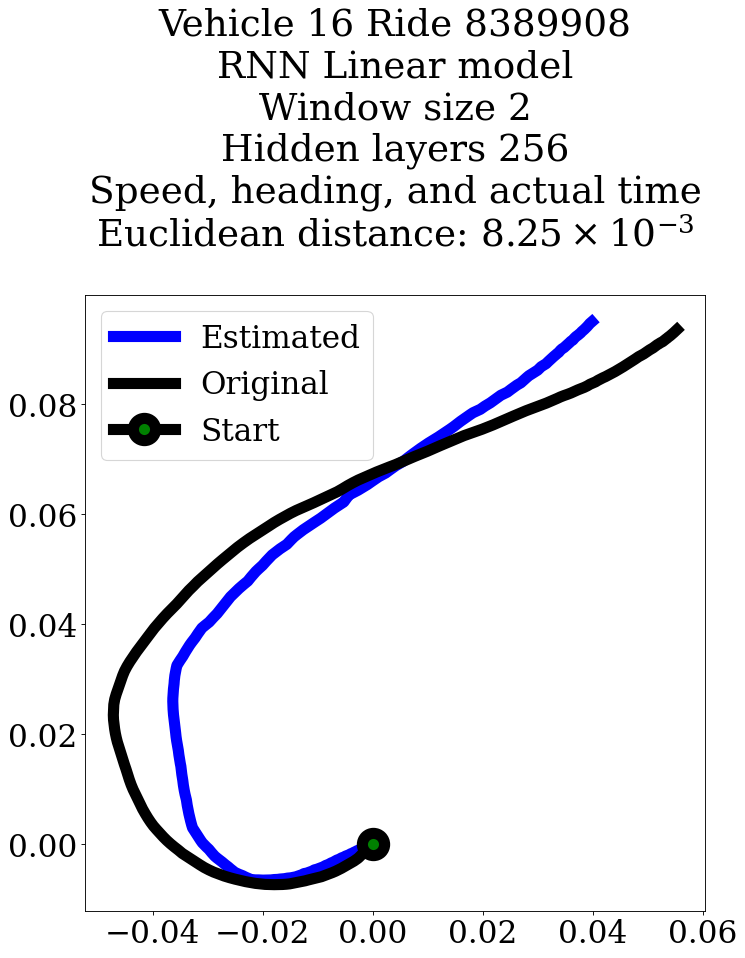 Vehicle 16 Ride 8389908
RNN Linear model
Window size 2
Hidden layers 256
Speed, heading, and actual time
Euclidean distance: 8.25 × 10⁻³
Estimated
Original
Start
0.08
0.06
0.04
0.02
0.00
−0.04 −0.02 0.00 0.02 0.04 0.06